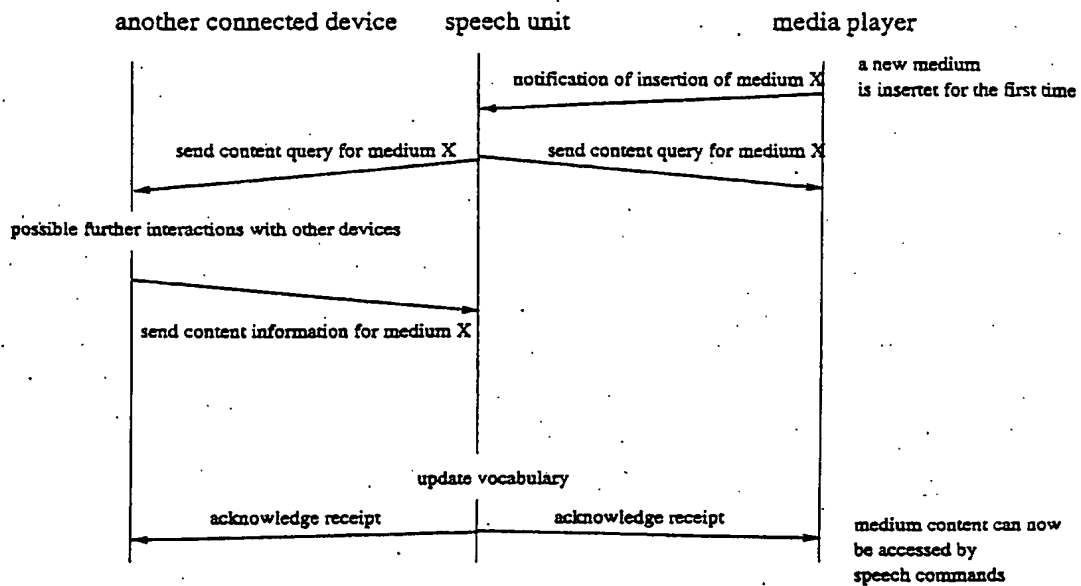 another connected device speech unit media player
a new medium
is insertet for the first time
notification of insertion of medium X
send content query for medium X send content query for medium X
possible further interactions with other devices
send content information for medium X
update vocabulary
acknowledge receipt acknowledge receipt
medium content can now
be accessed by
speech commands